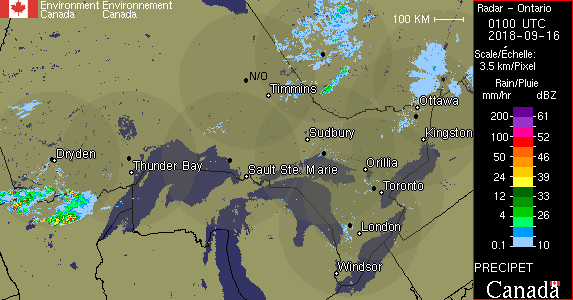 Environment Environnement
Canada Canada
100 KM
N/O
Timmins
Ottawa
Sudbury
Kingston
Dryden
Thunder Bay
Sault Ste. Marie
Orillia
Toronto
London
Windsor
Radar - Ontario
0100 UTC
2018-09-16
Scale/Échelle:
3.5 km/Pixel
Rain/Pluie
mm/hr dBZ
200 61
100 52
50 46
24 39
12 33
4 26
0.1 10
PRECIPET
Canada